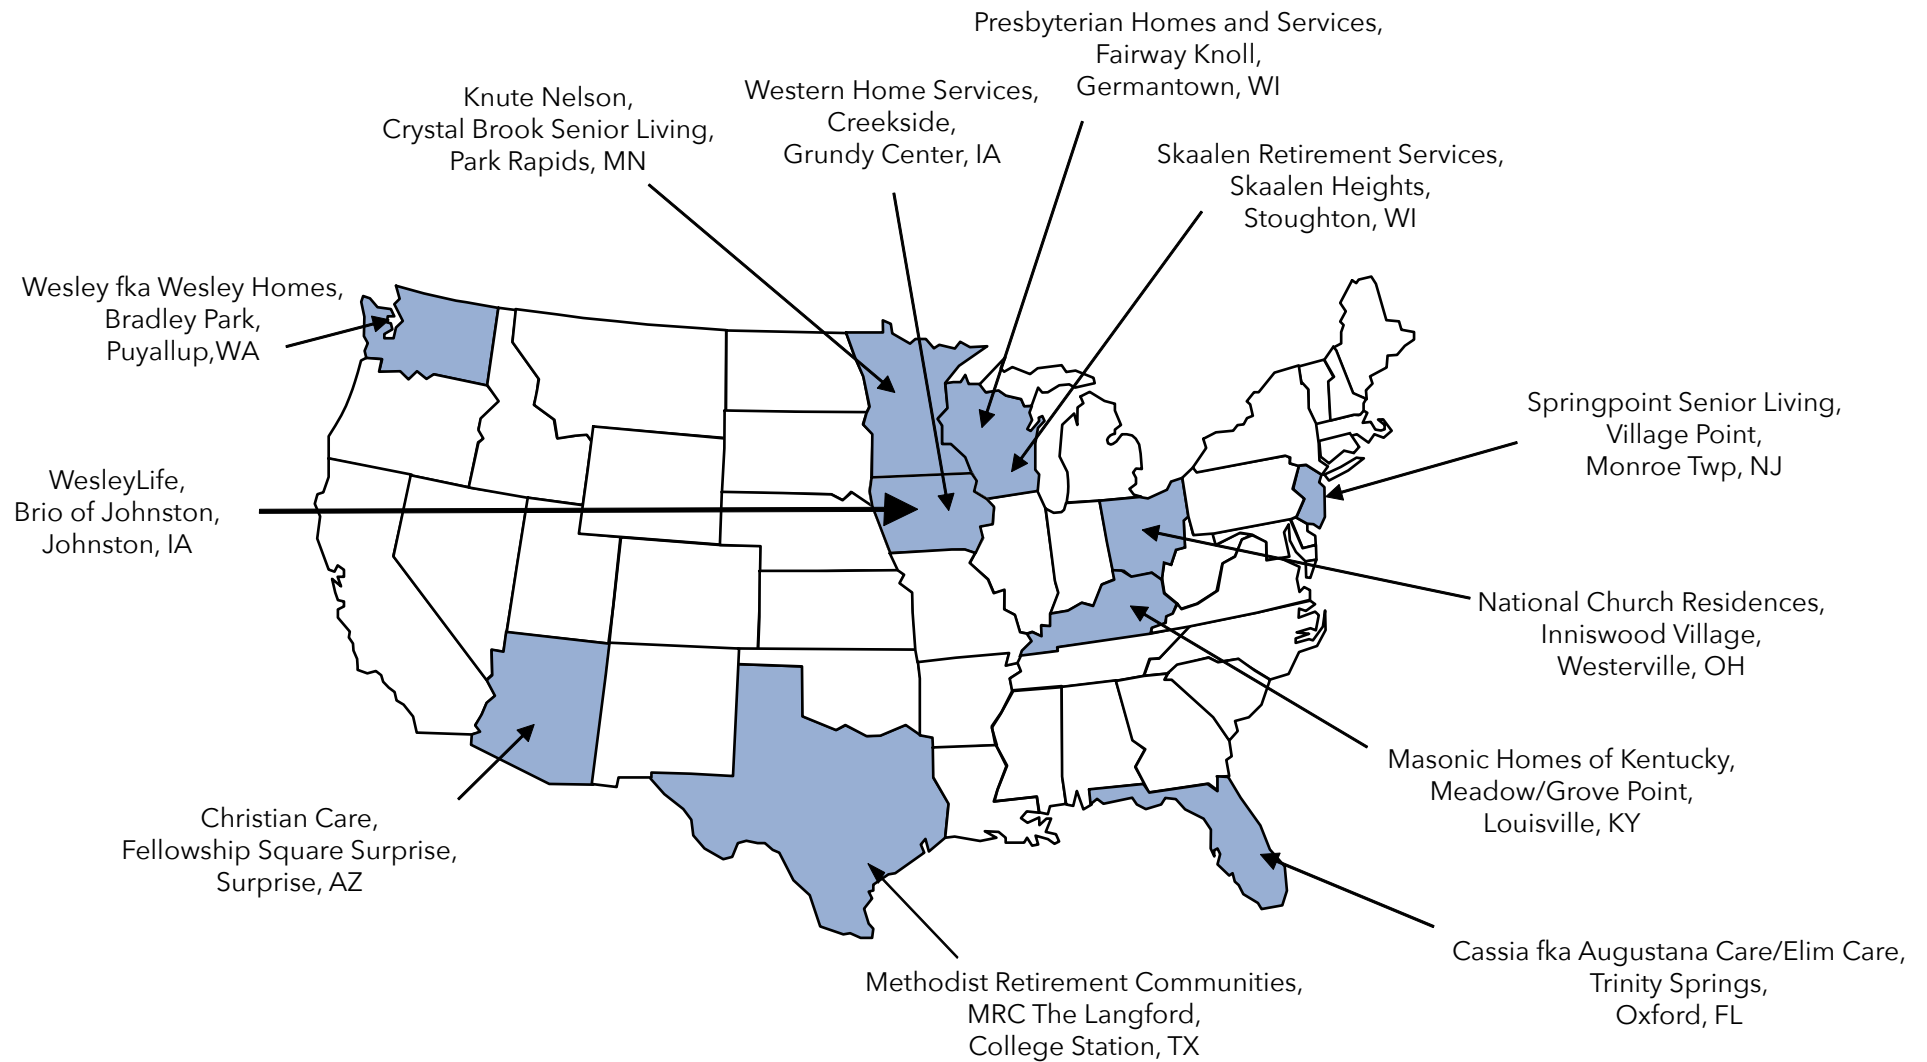 Presbyterian Homes and Services,
Fairway Knoll,
Germantown, WI
Knute Nelson,
Crystal Brook Senior Living,
Park Rapids, MN
Western Home Services,
Creekside,
Grundy Center, IA
Skaalen Retirement Services,
Skaalen Heights,
Stoughton, WI
Wesley fka Wesley Homes,
Bradley Park,
Puyallup,WA
Springpoint Senior Living,
Village Point,
Monroe Twp, NJ
WesleyLife,
Brio of Johnston,
Johnston, IA
National Church Residences,
Inniswood Village,
Westerville, OH
Masonic Homes of Kentucky,
Meadow/Grove Point,
Louisville, KY
Christian Care,
Fellowship Square Surprise,
Surprise, AZ
Cassia fka Augustana Care/Elim Care,
Trinity Springs,
Oxford, FL
Methodist Retirement Communities,
MRC The Langford,
College Station, TX